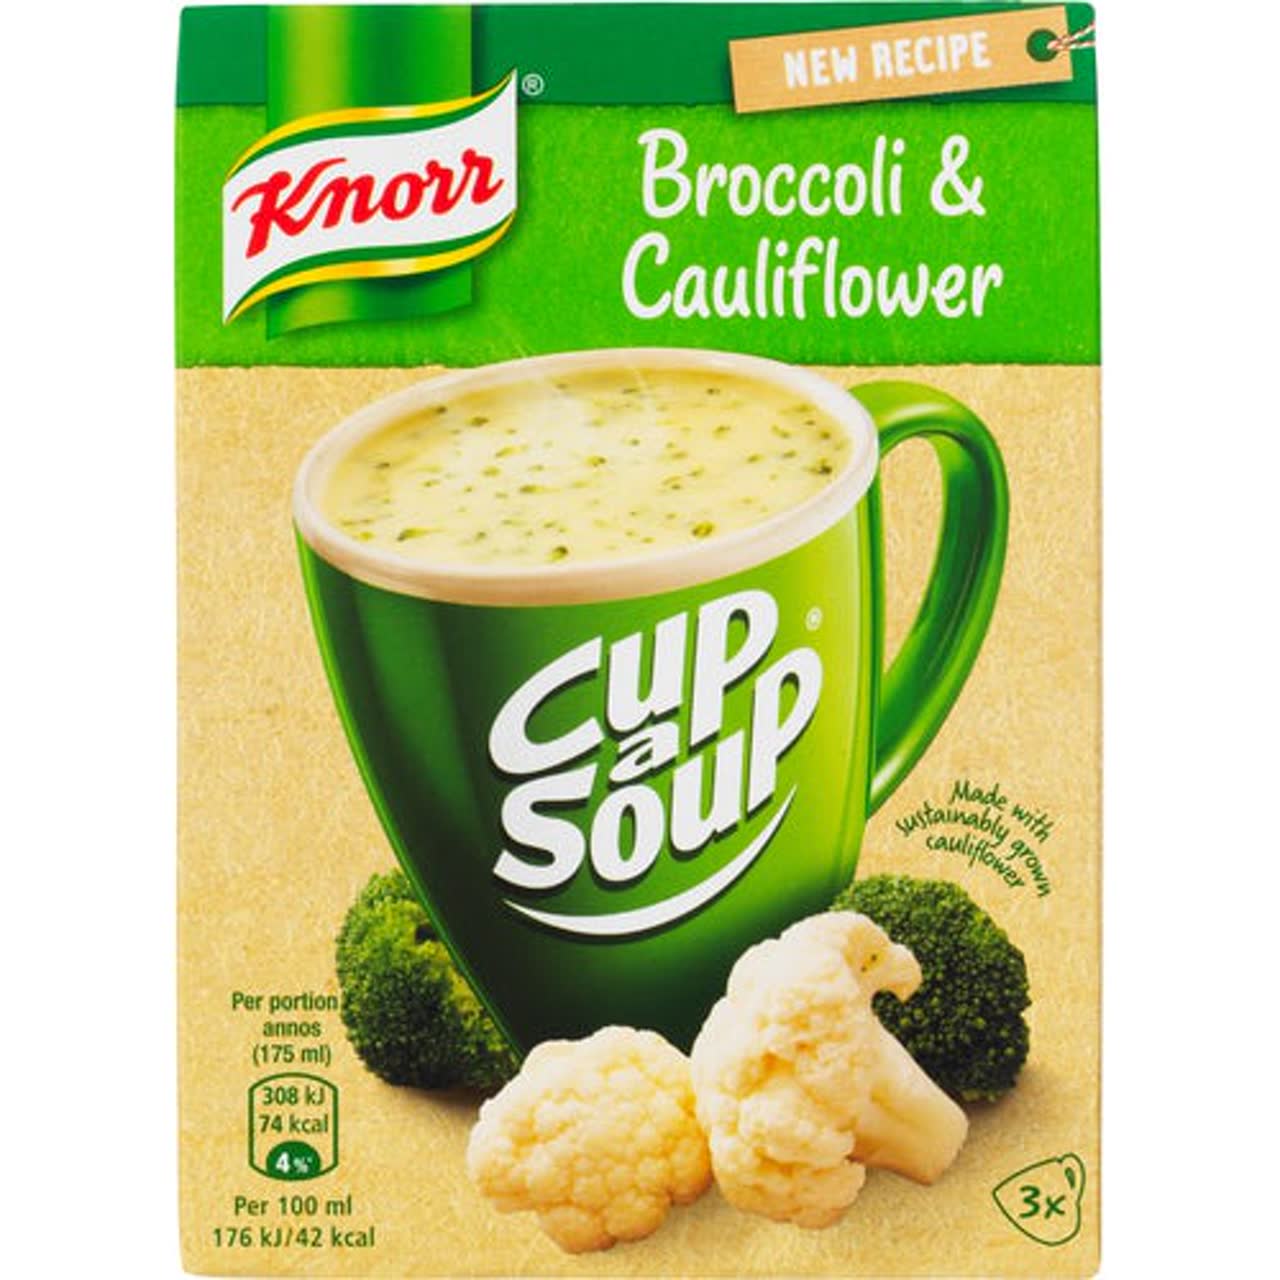 NEW RECIPE
Knorr®
Broccoli &
Cauliflower
Cup
a
Soup®
Made with
sustainably grown
cauliflower
Per portion
annos
(175 ml)
308 kJ
74 kcal
4%*
Per 100 ml
176 kJ/42 kcal
3x